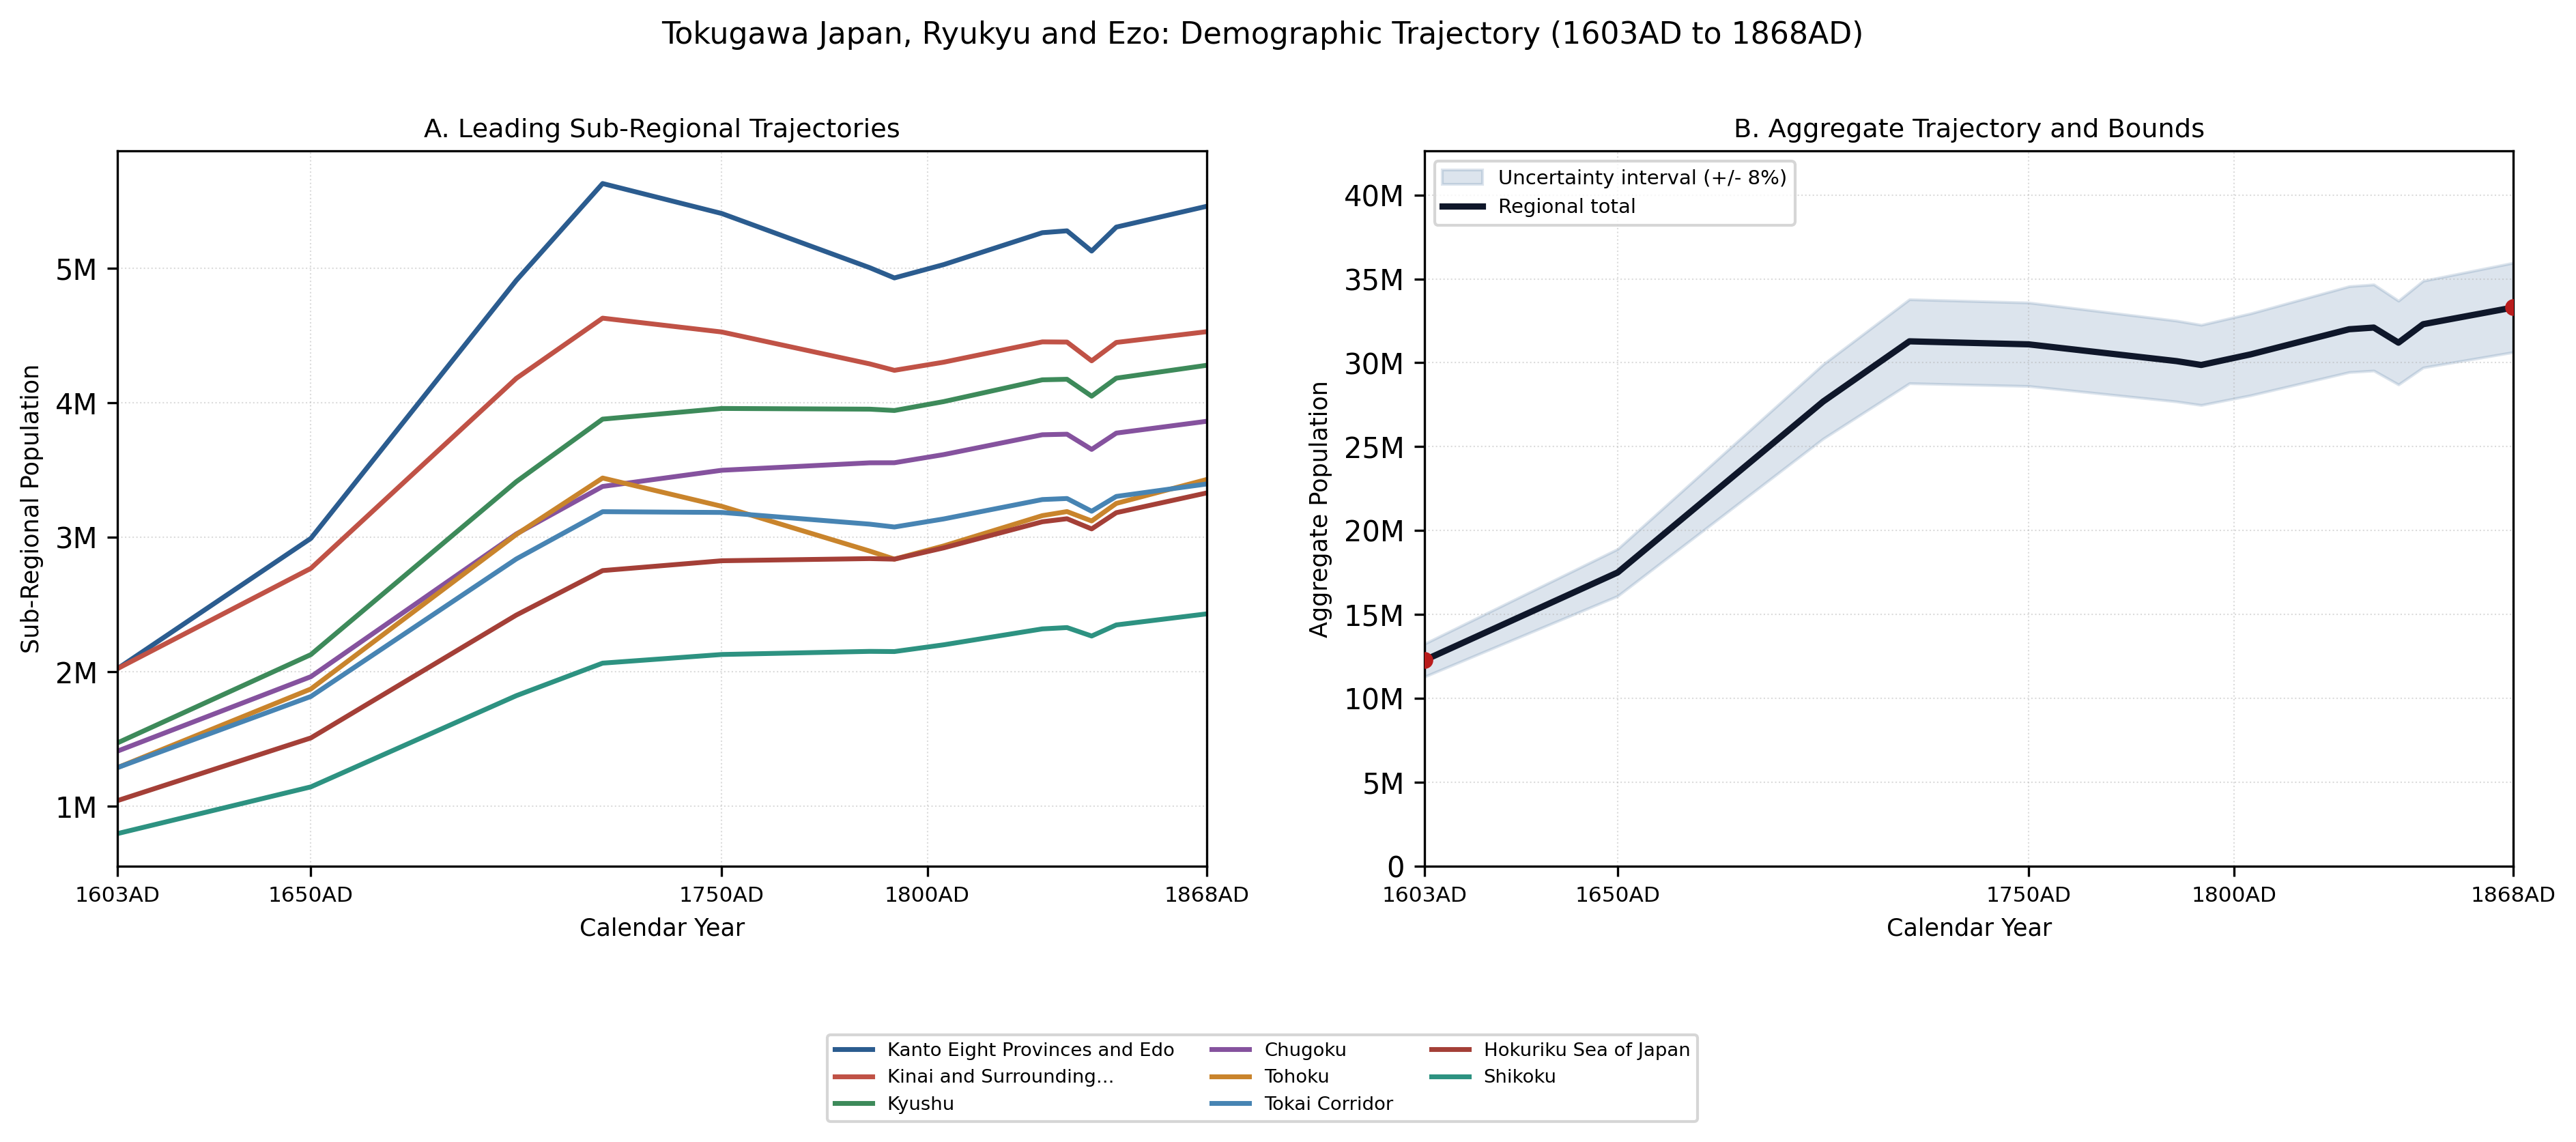 Tokugawa Japan, Ryukyu and Ezo: Demographic Trajectory (1603AD to 1868AD)
A. Leading Sub-Regional Trajectories
Sub-Regional Population
5M
4M
3M
2M
1M
1603AD
1650AD
1750AD
1800AD
1868AD
Calendar Year
B. Aggregate Trajectory and Bounds
Uncertainty interval (+/- 8%)
Regional total
Aggregate Population
40M
35M
30M
25M
20M
15M
10M
5M
0
1603AD
1650AD
1750AD
1800AD
1868AD
Calendar Year
Kanto Eight Provinces and Edo
Kinai and Surrounding...
Kyushu
Chugoku
Tohoku
Tokai Corridor
Hokuriku Sea of Japan
Shikoku